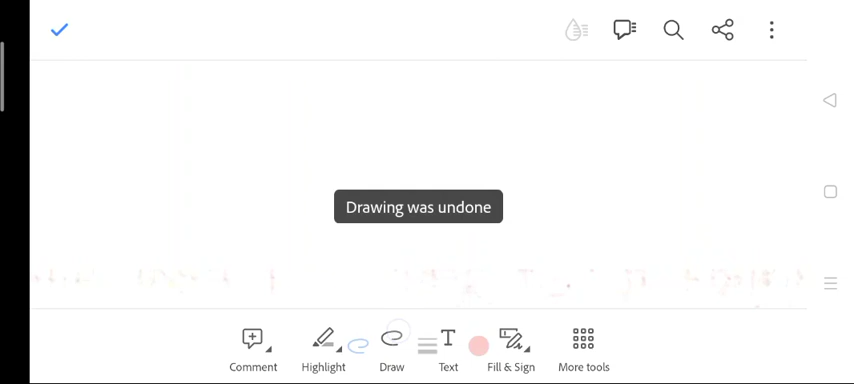 Drawing was undone
Comment
Highlight
Draw
T
Text
Fill & Sign
More tools